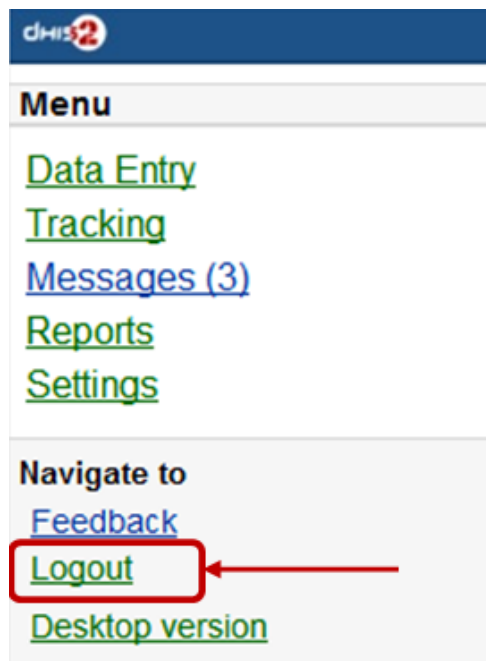 dhis2
Menu
Data Entry
Tracking
Messages (3)
Reports
Settings
Navigate to
Feedback
Logout
Desktop version